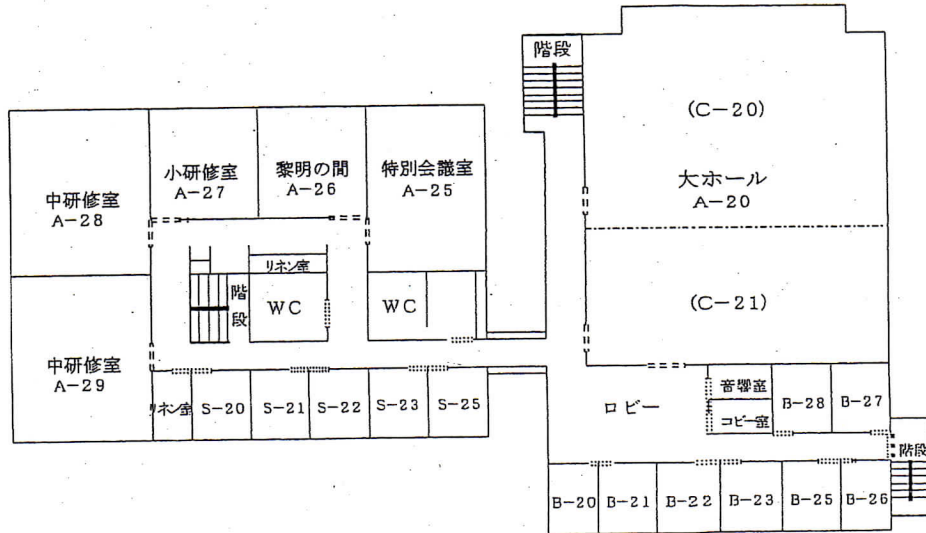 階段
(C-20)
大ホール
A-20
(C-21)
小研修室
A-27
黎明の間
A-26
特別会議室
A-25
中研修室
A-28
リネン室
階段
WC
WC
中研修室
A-29
リネン室
S-20
S-21
S-22
S-23
S-25
ロビー
音響室
コピー室
B-28
B-27
階段
B-20
B-21
B-22
B-23
B-25
B-26